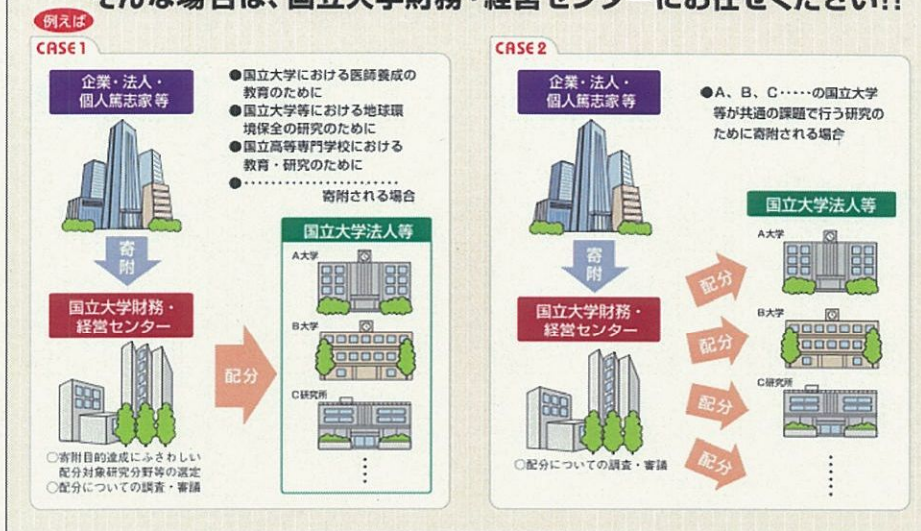 そんな場合は、国立大学財務・経営センターにお任せください!!
例えば
CASE1
企業・法人・
個人篤志家等
●国立大学における医師養成の
教育のために
●国立大学等における地球環
境保全の研究のために
●国立高等専門学校における
教育・研究のために
●‥‥‥‥‥‥‥‥‥‥
寄附される場合
寄附
国立大学財務・
経営センター
○寄附目的達成にふさわしい
配分対象研究分野等の選定
○配分についての調査・審議
配分
国立大学法人等
A大学
B大学
C研究所
CASE2
企業・法人・
個人篤志家等
●A、B、C‥‥‥の国立大学
等が共通の課題で行う研究の
ために寄附される場合
寄附
国立大学財務・
経営センター
○配分についての調査・審議
配分
配分
配分
配分
国立大学法人等
A大学
B大学
C研究所